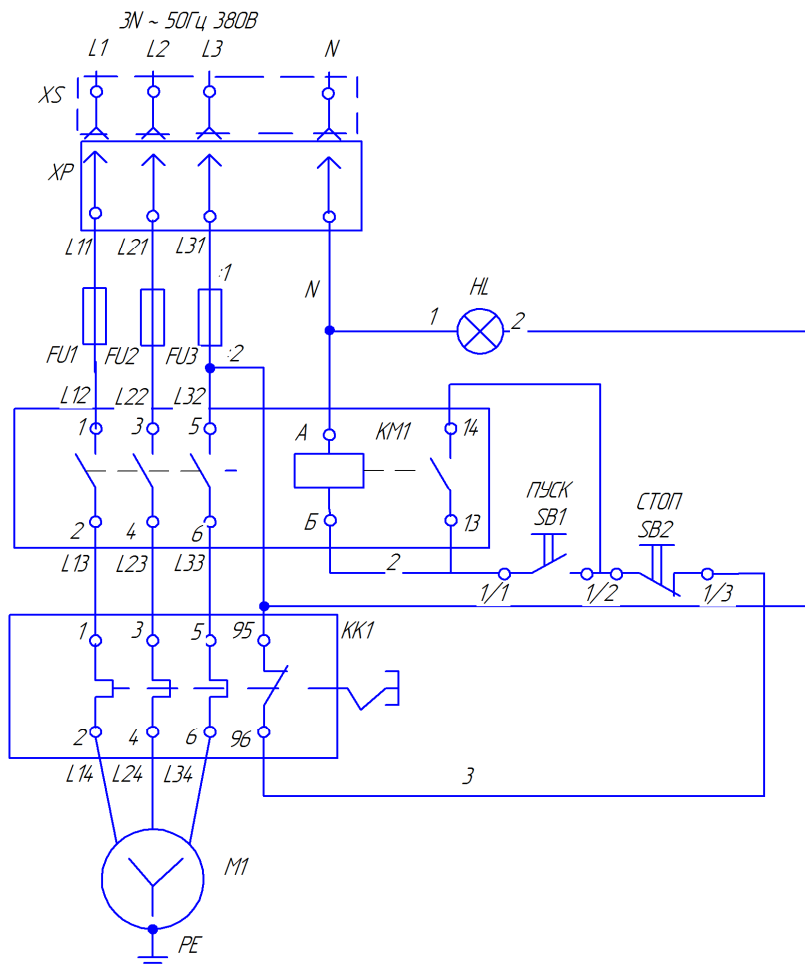 3N ~ 50Гц 380В
L1 L2 L3 N
XS
XP
L11 L21 L31
:1
N HL
1 2
FU1 FU2 FU3 :2
L12 L22 L32
1 3 5 А KM1 14
ПУСК СТОП
SB1 SB2
2 4 6 Б 13
L13 L23 L33 2
1/1 1/2 1/3
1 3 5 95 KK1
2 4 6 96
L14 L24 L34 3
M1
PE